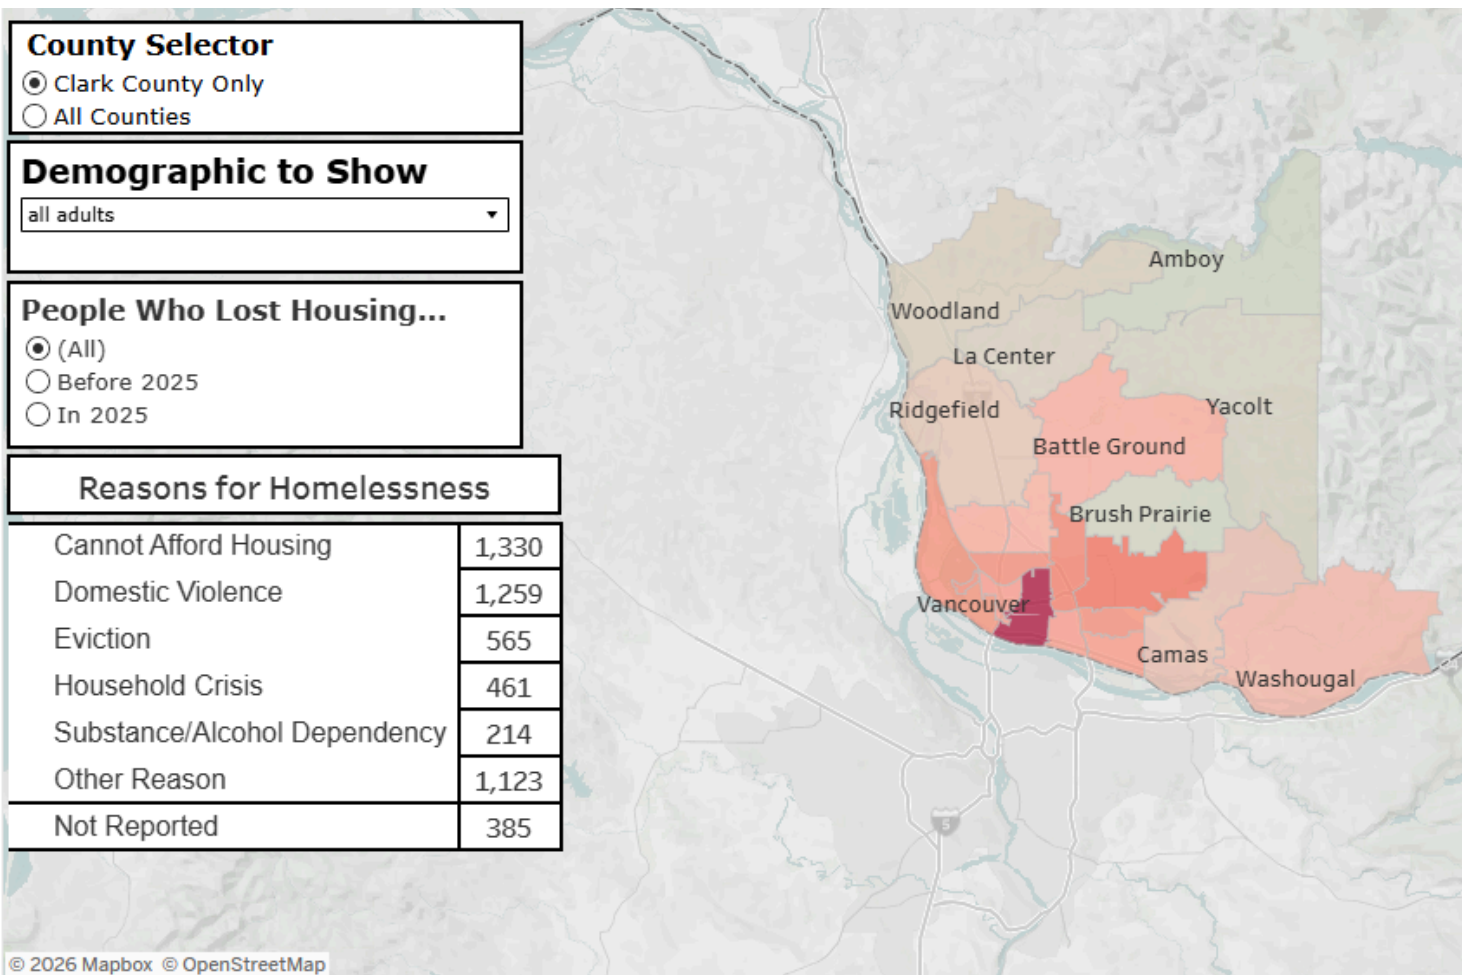 County Selector
Clark County Only
All Counties
Demographic to Show
all adults
People Who Lost Housing...
(All)
Before 2025
In 2025
Reasons for Homelessness
Cannot Afford Housing 1,330
Domestic Violence 1,259
Eviction 565
Household Crisis 461
Substance/Alcohol Dependency 214
Other Reason 1,123
Not Reported 385
Amboy
Woodland
La Center
Ridgefield
Yacolt
Battle Ground
Brush Prairie
Vancouver
Camas
Washougal
5
© 2026 Mapbox © OpenStreetMap